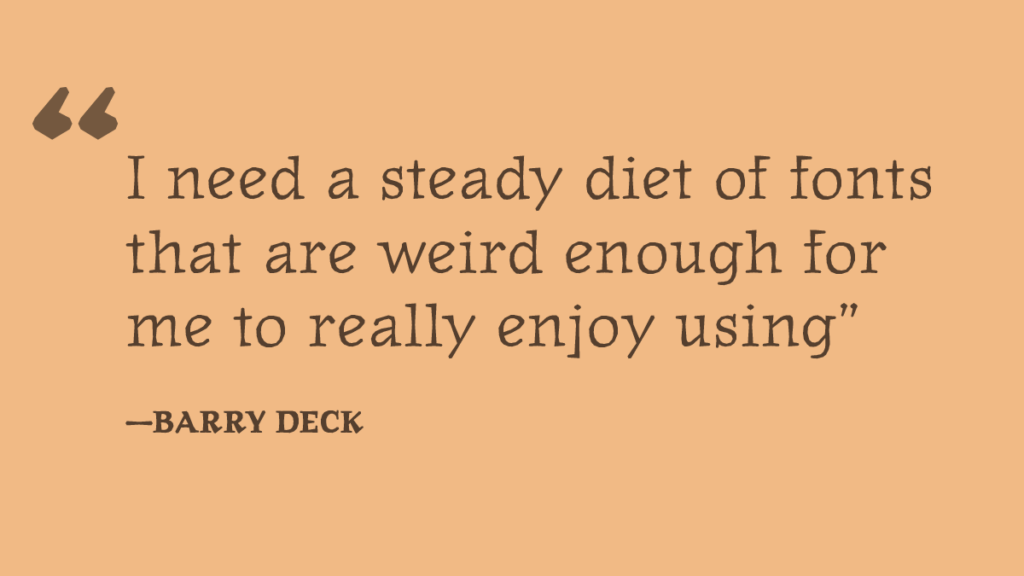 “I need a steady diet of fonts
that are weird enough for
me to really enjoy using”
—BARRY DECK